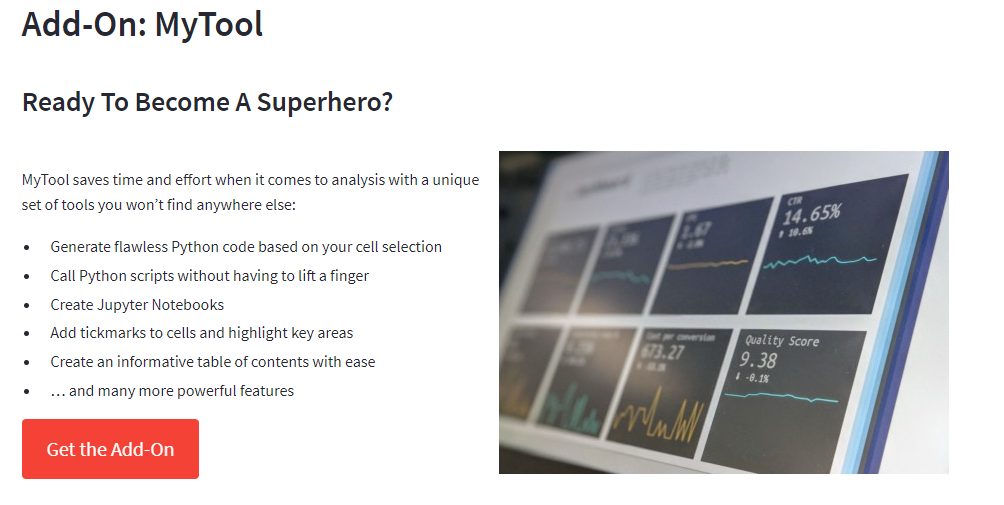 Add-On: MyTool
Ready To Become A Superhero?
MyTool saves time and effort when it comes to analysis with a unique
set of tools you won’t find anywhere else:
• Generate flawless Python code based on your cell selection
• Call Python scripts without having to lift a finger
• Create Jupyter Notebooks
• Add tickmarks to cells and highlight key areas
• Create an informative table of contents with ease
• … and many more powerful features
Get the Add-On
CTR
14.65%
⬆ 10.6%
Cost per conversion
673.27
Quality Score
9.38
⬇ -0.1%